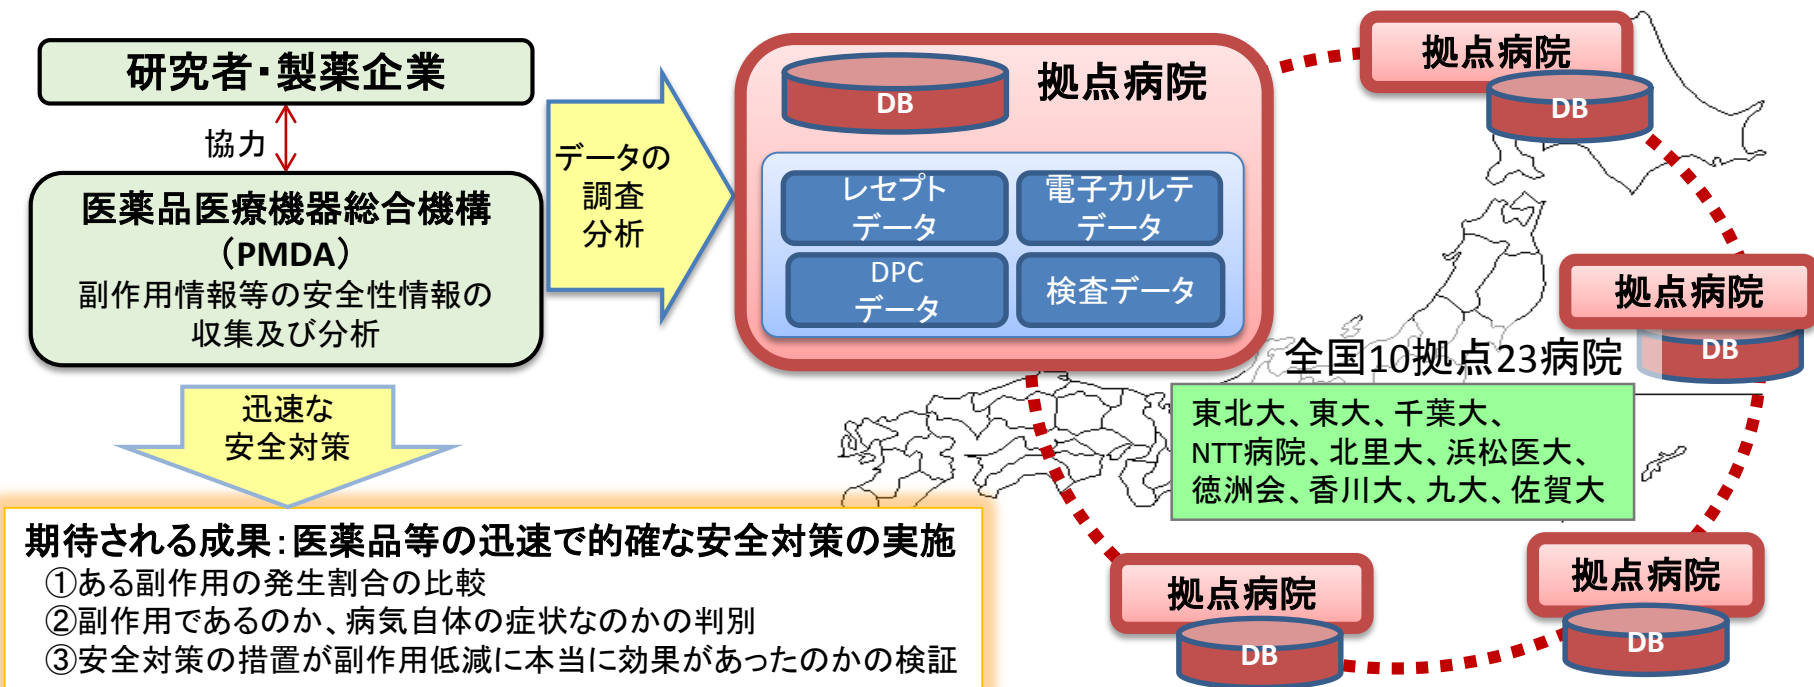 研究者・製薬企業
協力
医薬品医療機器総合機構
（PMDA）
副作用情報等の安全性情報の
収集及び分析
データの
調査
分析
迅速な
安全対策
拠点病院
DB
レセプト
データ
電子カルテ
データ
DPC
データ
検査データ
拠点病院
DB
拠点病院
DB
全国10拠点23病院
東北大、東大、千葉大、
NTT病院、北里大、浜松医大、
徳洲会、香川大、九大、佐賀大
拠点病院
DB
拠点病院
DB
期待される成果：医薬品等の迅速で的確な安全対策の実施
①ある副作用の発生割合の比較
②副作用であるのか、病気自体の症状なのかの判別
③安全対策の措置が副作用低減に本当に効果があったのかの検証